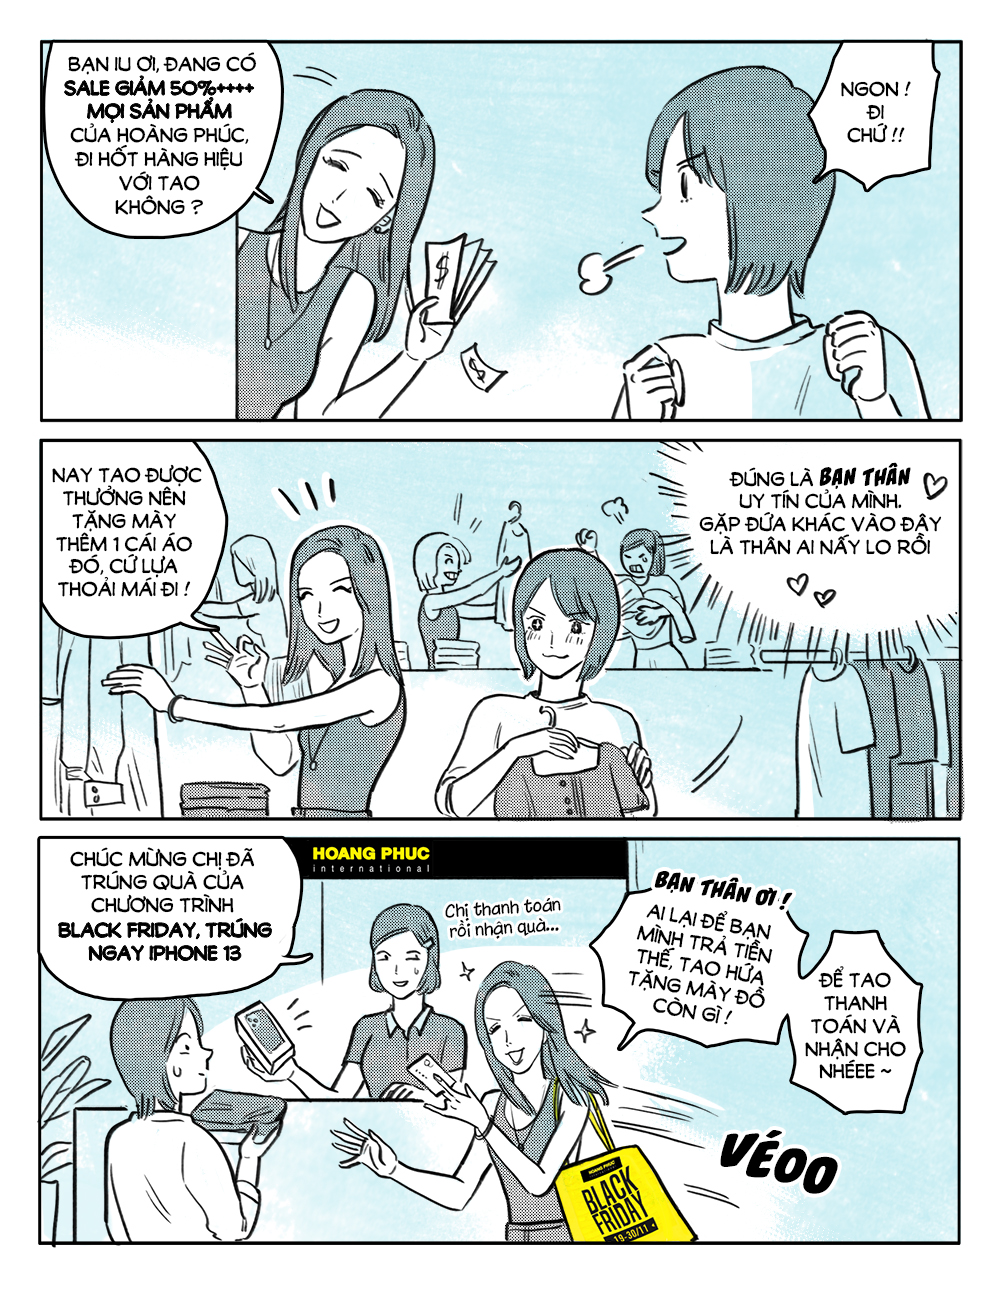 BẠN IU ƠI, ĐANG CÓ
SALE GIẢM 50%++++
MỌI SẢN PHẨM
CỦA HOÀNG PHÚC,
ĐI HỐT HÀNG HIỆU
VỚI TAO
KHÔNG ?
NGON !
ĐI
CHỨ !!
$
$
NAY TAO ĐƯỢC
THƯỞNG NÊN
TẶNG MÀY
THÊM 1 CÁI ÁO
ĐÓ, CỨ LỰA
THOẢI MÁI ĐI !
ĐÚNG LÀ BẠN THÂN
UY TÍN CỦA MÌNH.
GẶP ĐỨA KHÁC VÀO ĐÂY
LÀ THÂN AI NẤY LO RỒI
CHÚC MỪNG CHỊ ĐÃ
TRÚNG QUÀ CỦA
CHƯƠNG TRÌNH
BLACK FRIDAY, TRÚNG
NGAY IPHONE 13
HOANG PHUC
international
Chị thanh toán
rồi nhận quà...
BẠN THÂN ƠI !
AI LẠI ĐỂ BẠN
MÌNH TRẢ TIỀN
THẾ, TAO HỨA
TẶNG MÀY ĐỒ
CÒN GÌ !
ĐỂ TAO
THANH
TOÁN VÀ
NHẬN CHO
NHÉEE ~
VÉOO
HOANG PHUC
BLACK
FRIDAY
19-30/11